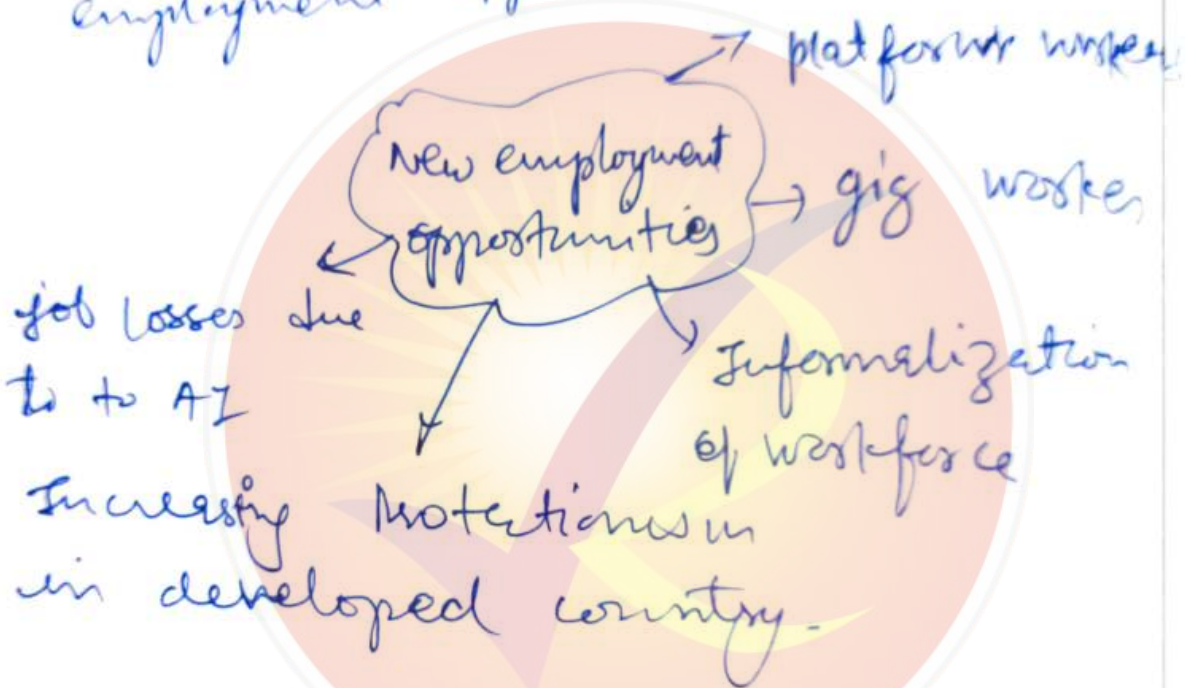 employment
platform worker
New employment
opportunities
gig worker
job losses due
to to AI
Informalization
of workforce
Increasing Protectionism
in developed country.